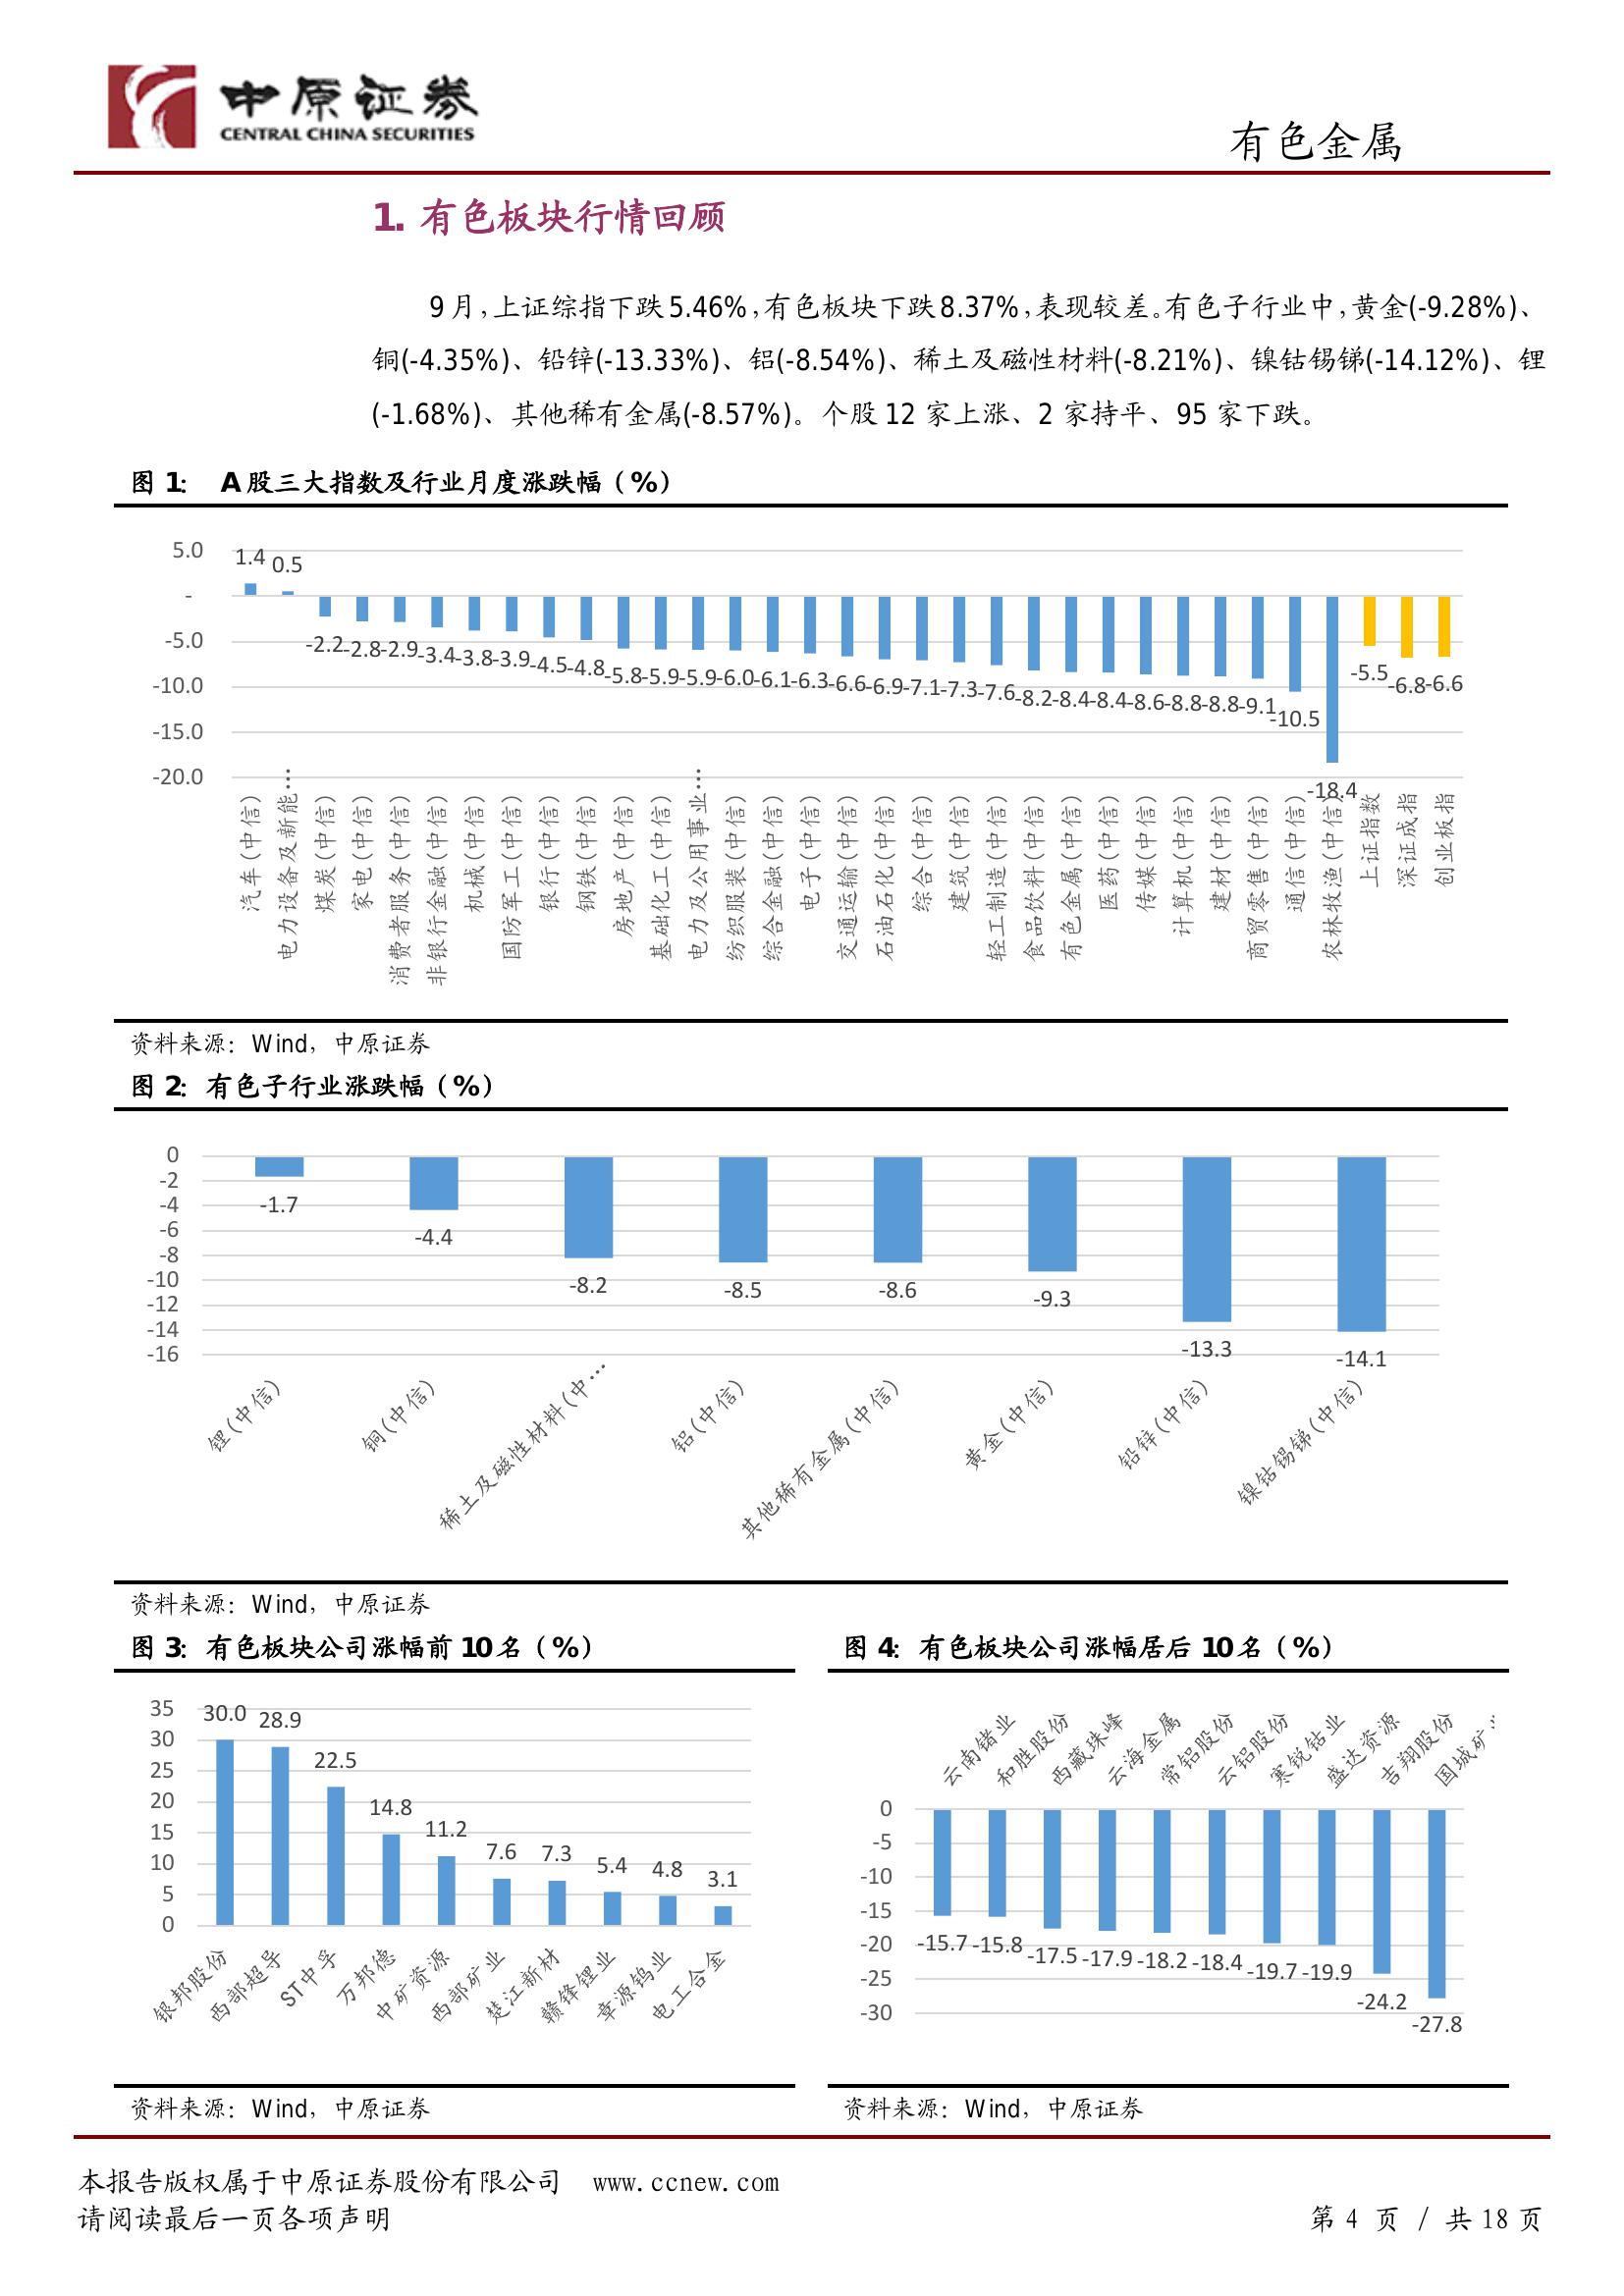 中原证券
CENTRAL CHINA SECURITIES
有色金属
1. 有色板块行情回顾
9月,上证综指下跌5.46%,有色板块下跌8.37%,表现较差。有色子行业中,黄金(-9.28%)、
铜(-4.35%)、铅锌(-13.33%)、铝(-8.54%)、稀土及磁性材料(-8.21%)、镍钴锡锑(-14.12%)、锂
(-1.68%)、其他稀有金属(-8.57%)。个股 12 家上涨、2 家持平、95 家下跌。
图 1: A股三大指数及行业月度涨跌幅(%)
5.0
-
-5.0
-10.0
-15.0
-20.0
1.4 0.5 -2.2 -2.8 -2.9 -3.4 -3.8 -3.9 -4.5 -4.8 -5.8 -5.9 -5.9 -6.0 -6.1 -6.3 -6.6 -6.9 -7.1 -7.3 -7.6 -8.2 -8.4 -8.4 -8.6 -8.8 -8.8 -9.1 -10.5 -18.4 -5.5 -6.8 -6.6
汽车(中信)
电力设备及新能…
煤炭(中信)
家电(中信)
消费者服务(中信)
非银行金融(中信)
机械(中信)
国防军工(中信)
银行(中信)
钢铁(中信)
房地产(中信)
基础化工(中信)
电力及公用事业…
纺织服装(中信)
综合金融(中信)
电子(中信)
交通运输(中信)
石油石化(中信)
综合(中信)
建筑(中信)
轻工制造(中信)
食品饮料(中信)
有色金属(中信)
医药(中信)
传媒(中信)
计算机(中信)
建材(中信)
商贸零售(中信)
通信(中信)
农林牧渔(中信)
上证指数
深证成指
创业板指
资料来源:Wind,中原证券
图 2: 有色子行业涨跌幅(%)
0
-2
-4
-6
-8
-10
-12
-14
-16
-1.7 -4.4 -8.2 -8.5 -8.6 -9.3 -13.3 -14.1
锂(中信)
铜(中信)
稀土及磁性材料(中…
铝(中信)
其他稀有金属(中信)
黄金(中信)
铅锌(中信)
镍钴锡锑(中信)
资料来源:Wind,中原证券
图 3: 有色板块公司涨幅前 10名(%)
35
30
25
20
15
10
5
0
30.0 28.9 22.5 14.8 11.2 7.6 7.3 5.4 4.8 3.1
银邦股份
西部超导
ST中孚
万邦德
中矿资源
西部矿业
楚江新材
赣锋锂业
章源钨业
电工合金
资料来源:Wind,中原证券
图 4: 有色板块公司涨幅居后 10名(%)
云南锗业
和胜股份
西藏珠峰
云海金属
常铝股份
云铝股份
寒锐钴业
盛达资源
吉翔股份
国城矿
0
-5
-10
-15
-20
-25
-30
-15.7 -15.8 -17.5 -17.9 -18.2 -18.4 -19.7 -19.9 -24.2 -27.8
资料来源:Wind,中原证券
本报告版权属于中原证券股份有限公司 www.ccnew.com
请阅读最后一页各项声明
第 4 页 / 共 18 页